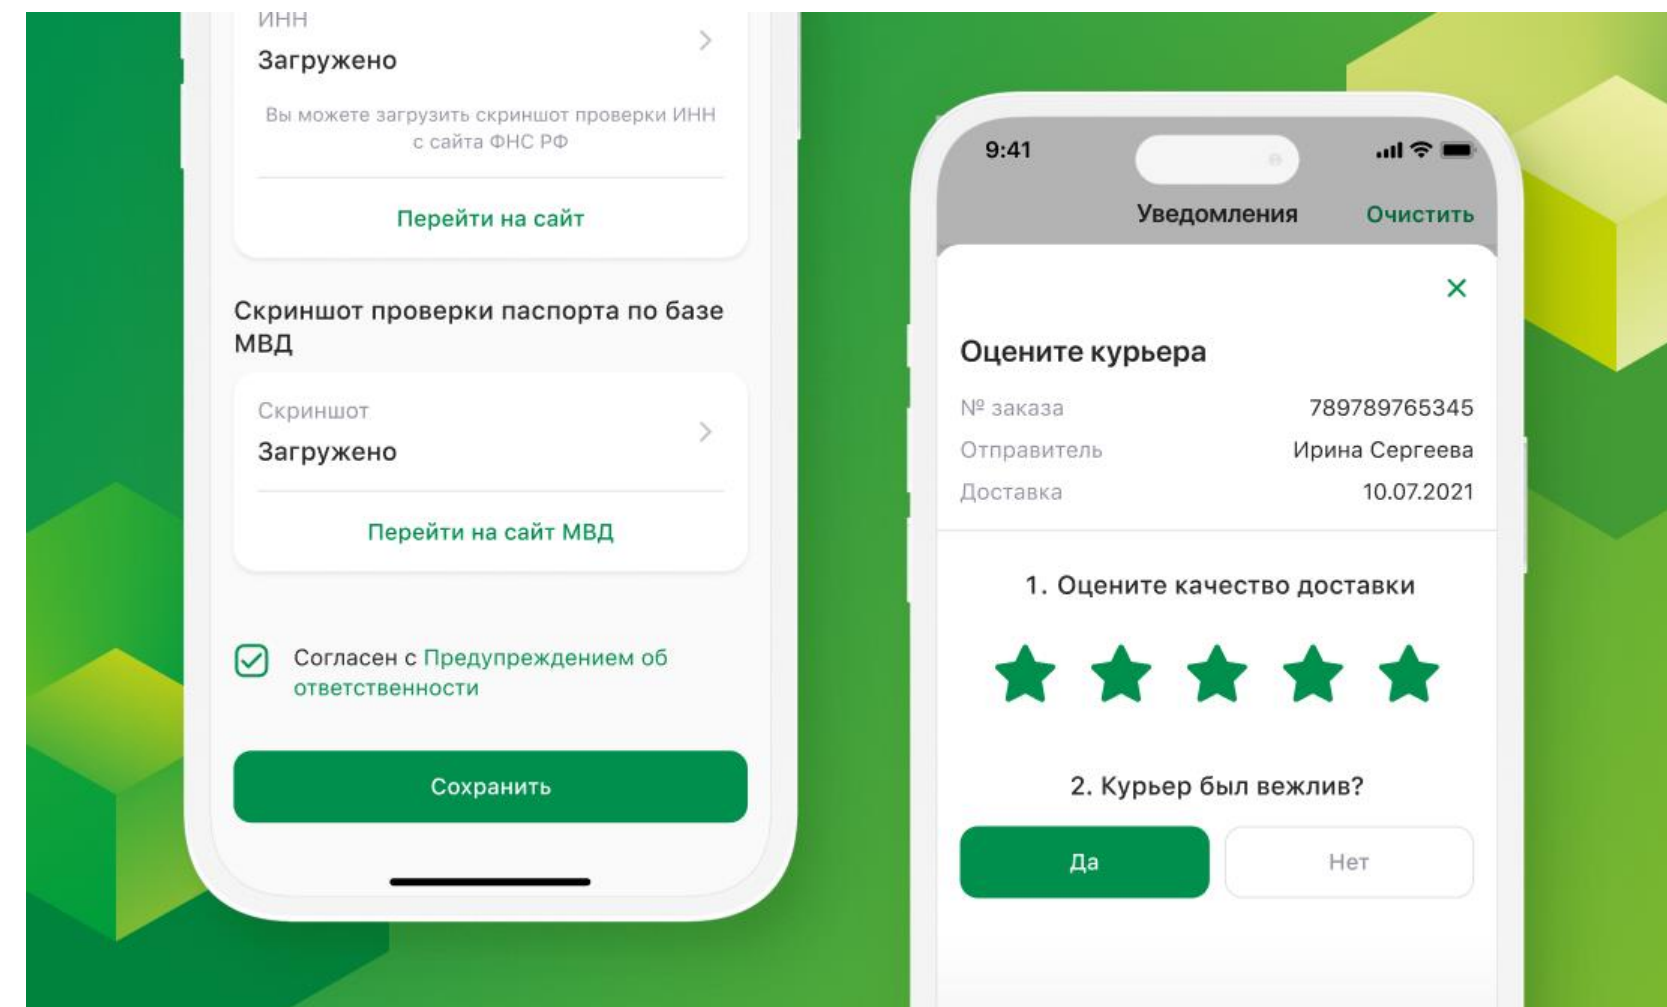 ИНН
Загружено
Вы можете загрузить скриншот проверки ИНН
с сайта ФНС РФ
Перейти на сайт
Скриншот проверки паспорта по базе
МВД
Скриншот
Загружено
Перейти на сайт МВД
Согласен с Предупреждением об
ответственности
Сохранить
9:41
Уведомления Очистить
Оцените курьера
№ заказа 789789765345
Отправитель Ирина Сергеева
Доставка 10.07.2021
1. Оцените качество доставки
2. Курьер был вежлив?
Да Нет